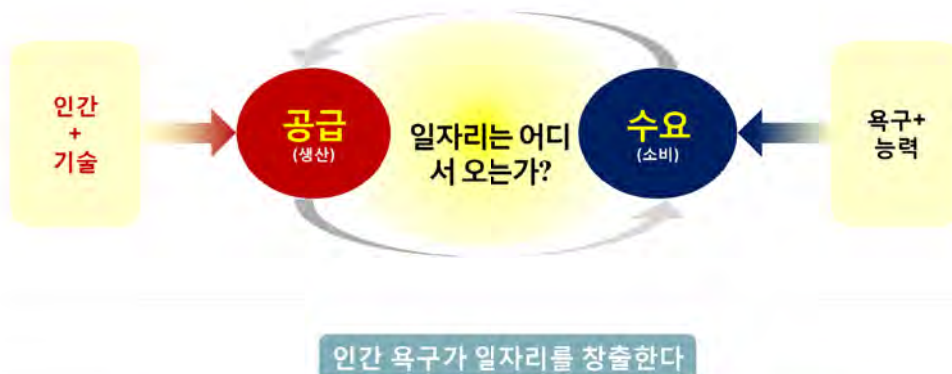 인간
+
기술
공급
(생산)
일자리는 어디
서 오는가?
수요
(소비)
욕구+
능력
인간 욕구가 일자리를 창출한다